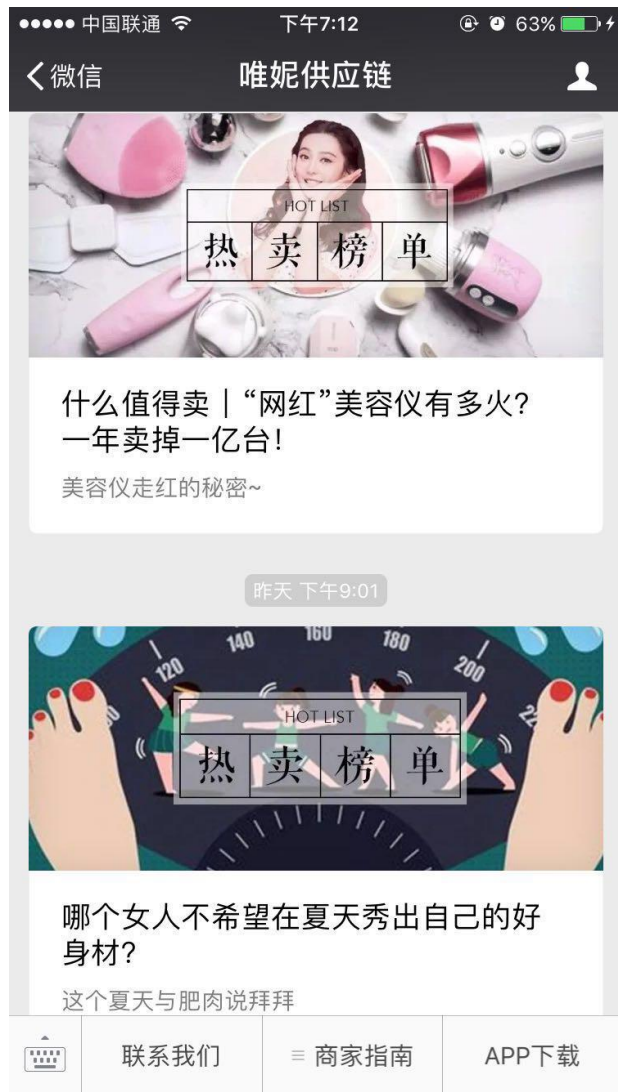 ●●●●● 中国联通 下午7:12 63%
微信 唯妮供应链
HOT LIST
热卖榜单
什么值得卖 | “网红”美容仪有多火?
一年卖掉一亿台!
美容仪走红的秘密~
昨天 下午9:01
120 140 160 180 200
HOT LIST
热卖榜单
哪个女人不希望在夏天秀出自己的好
身材?
这个夏天与肥肉说拜拜
联系我们 ≡ 商家指南 APP下载